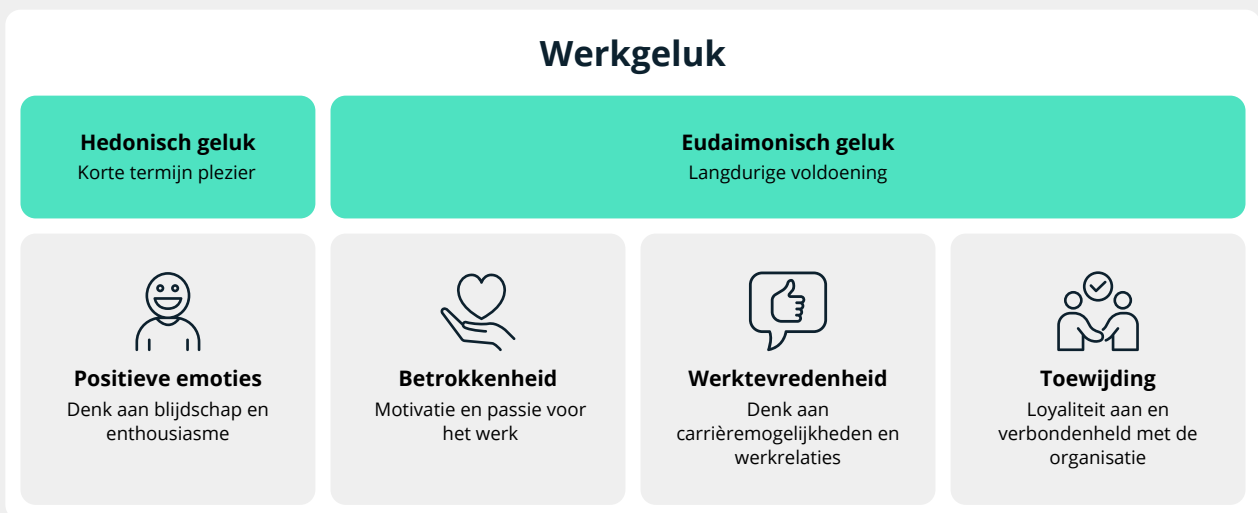 Werkgeluk
Hedonisch geluk
Korte termijn plezier
Eudaimonisch geluk
Langdurige voldoening
Positieve emoties
Denk aan blijdschap en
enthousiasme
Betrokkenheid
Motivatie en passie voor
het werk
Werktevredenheid
Denk aan
carrièremogelijkheden en
werkrelaties
Toewijding
Loyaliteit aan en
verbondenheld met de
organisatie